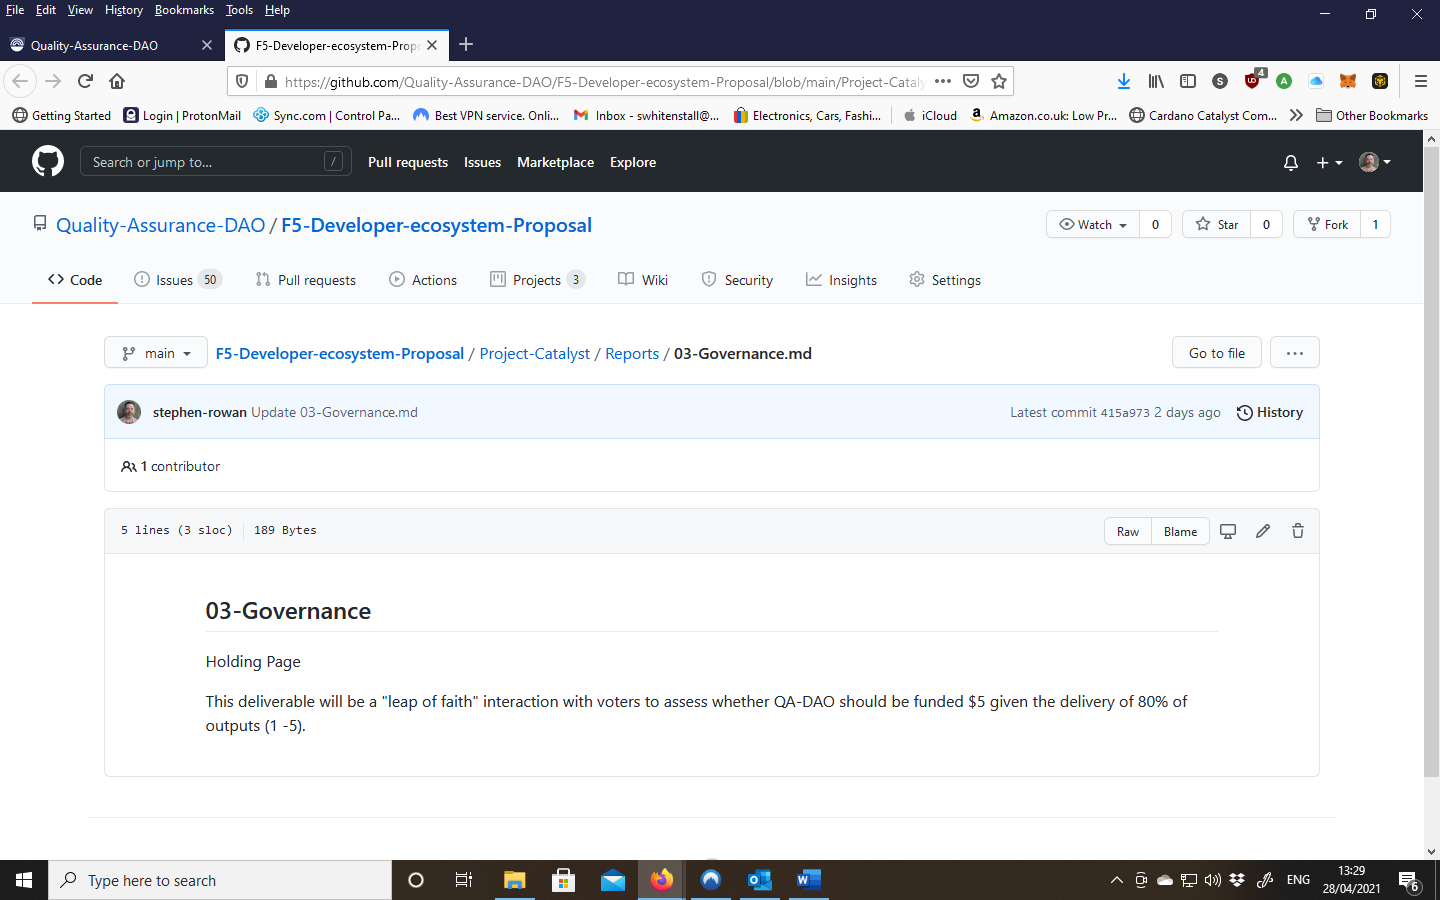 File Edit View History Bookmarks Tools Help
Quality-Assurance-DAO
F5-Developer-ecosystem-Propo
https://github.com/Quality-Assurance-DAO/F5-Developer-ecosystem-Proposal/blob/main/Project-Cataly
S
4
A
Getting Started
Login | ProtonMail
Sync.com | Control Pa...
Best VPN service. Onli...
Inbox - swhitenstall@...
Electronics, Cars, Fashi...
iCloud
Amazon.co.uk: Low Pr...
Cardano Catalyst Com...
Other Bookmarks
Search or jump to... /
Pull requests Issues Marketplace Explore
Quality-Assurance-DAO / F5-Developer-ecosystem-Proposal
Watch 0 Star 0 Fork 1
Code Issues 50 Pull requests Actions Projects 3 Wiki Security Insights Settings
main F5-Developer-ecosystem-Proposal / Project-Catalyst / Reports / 03-Governance.md
Go to file ...
stephen-rowan Update 03-Governance.md
Latest commit 415a973 2 days ago History
1 contributor
5 lines (3 sloc) 189 Bytes
Raw Blame
03-Governance
Holding Page
This deliverable will be a "leap of faith" interaction with voters to assess whether QA-DAO should be funded $5 given the delivery of 80% of
outputs (1 -5).
Type here to search
ENG
13:29
28/04/2021
6